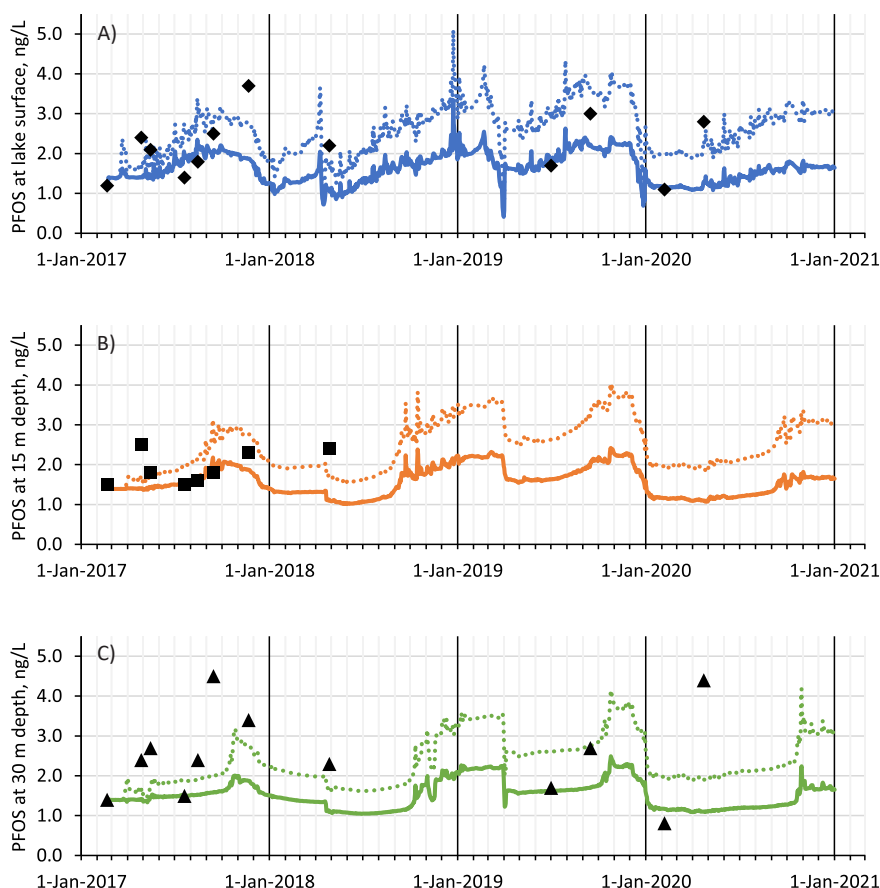 A)
PFOS at lake surface, ng/L
5.0
4.0
3.0
2.0
1.0
0.0
1-Jan-2017 1-Jan-2018 1-Jan-2019 1-Jan-2020 1-Jan-2021
B)
PFOS at 15 m depth, ng/L
5.0
4.0
3.0
2.0
1.0
0.0
1-Jan-2017 1-Jan-2018 1-Jan-2019 1-Jan-2020 1-Jan-2021
C)
PFOS at 30 m depth, ng/L
5.0
4.0
3.0
2.0
1.0
0.0
1-Jan-2017 1-Jan-2018 1-Jan-2019 1-Jan-2020 1-Jan-2021